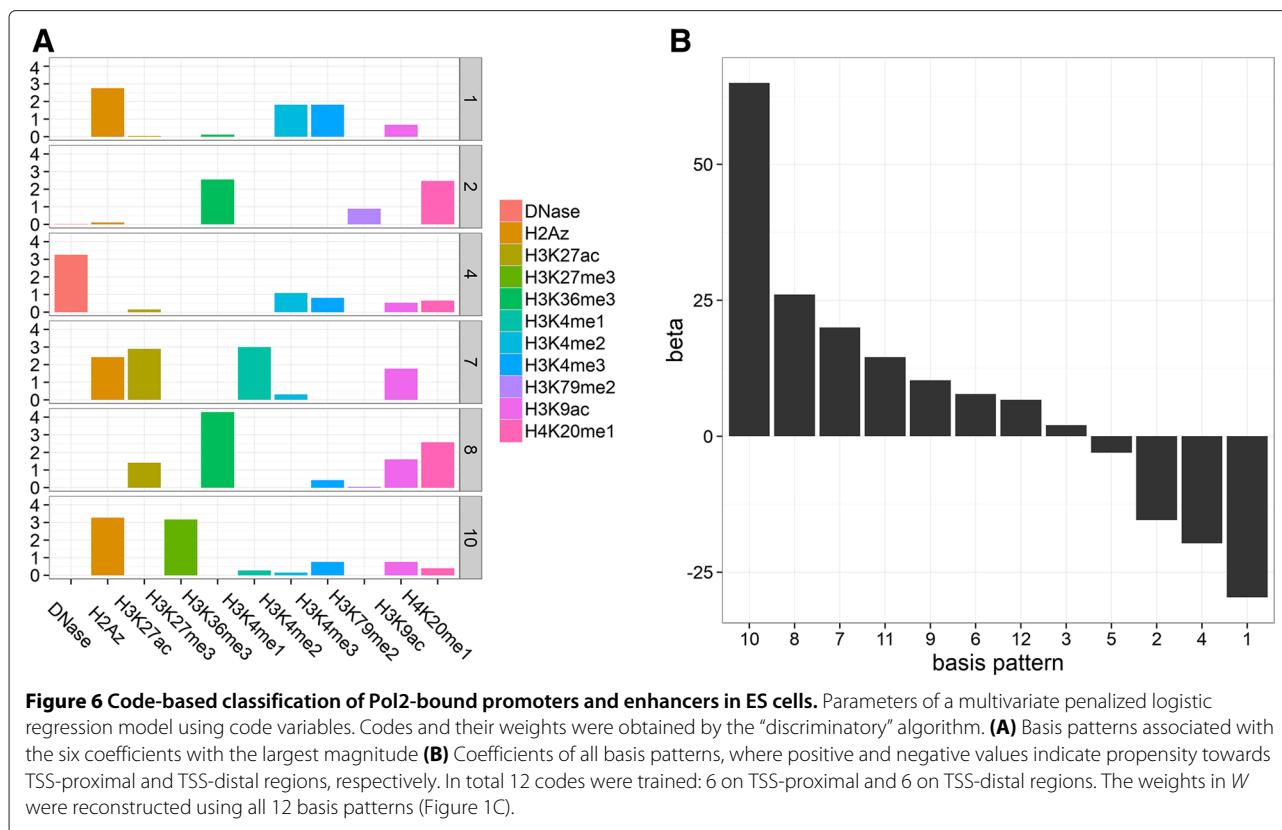 A
4
3
2
1
0
1
4
3
2
1
0
2
4
3
2
1
0
4
4
3
2
1
0
7
4
3
2
1
0
8
4
3
2
1
0
10
DNase
H2Az
H3K27ac
H3K27me3
H3K36me3
H3K4me1
H3K4me2
H3K4me3
H3K79me2
H3K9ac
H4K20me1
DNase
H2Az
H3K27ac
H3K27me3
H3K36me3
H3K4me1
H3K4me2
H3K4me3
H3K79me2
H3K9ac
H4K20me1
B
beta
50
25
0
-25
10 8 7 11 9 6 12 3 5 2 4 1
basis pattern
Figure 6 Code-based classification of Pol2-bound promoters and enhancers in ES cells. Parameters of a multivariate penalized logistic
regression model using code variables. Codes and their weights were obtained by the “discriminatory” algorithm. (A) Basis patterns associated with
the six coefficients with the largest magnitude (B) Coefficients of all basis patterns, where positive and negative values indicate propensity towards
TSS-proximal and TSS-distal regions, respectively. In total 12 codes were trained: 6 on TSS-proximal and 6 on TSS-distal regions. The weights in W
were reconstructed using all 12 basis patterns (Figure 1C).